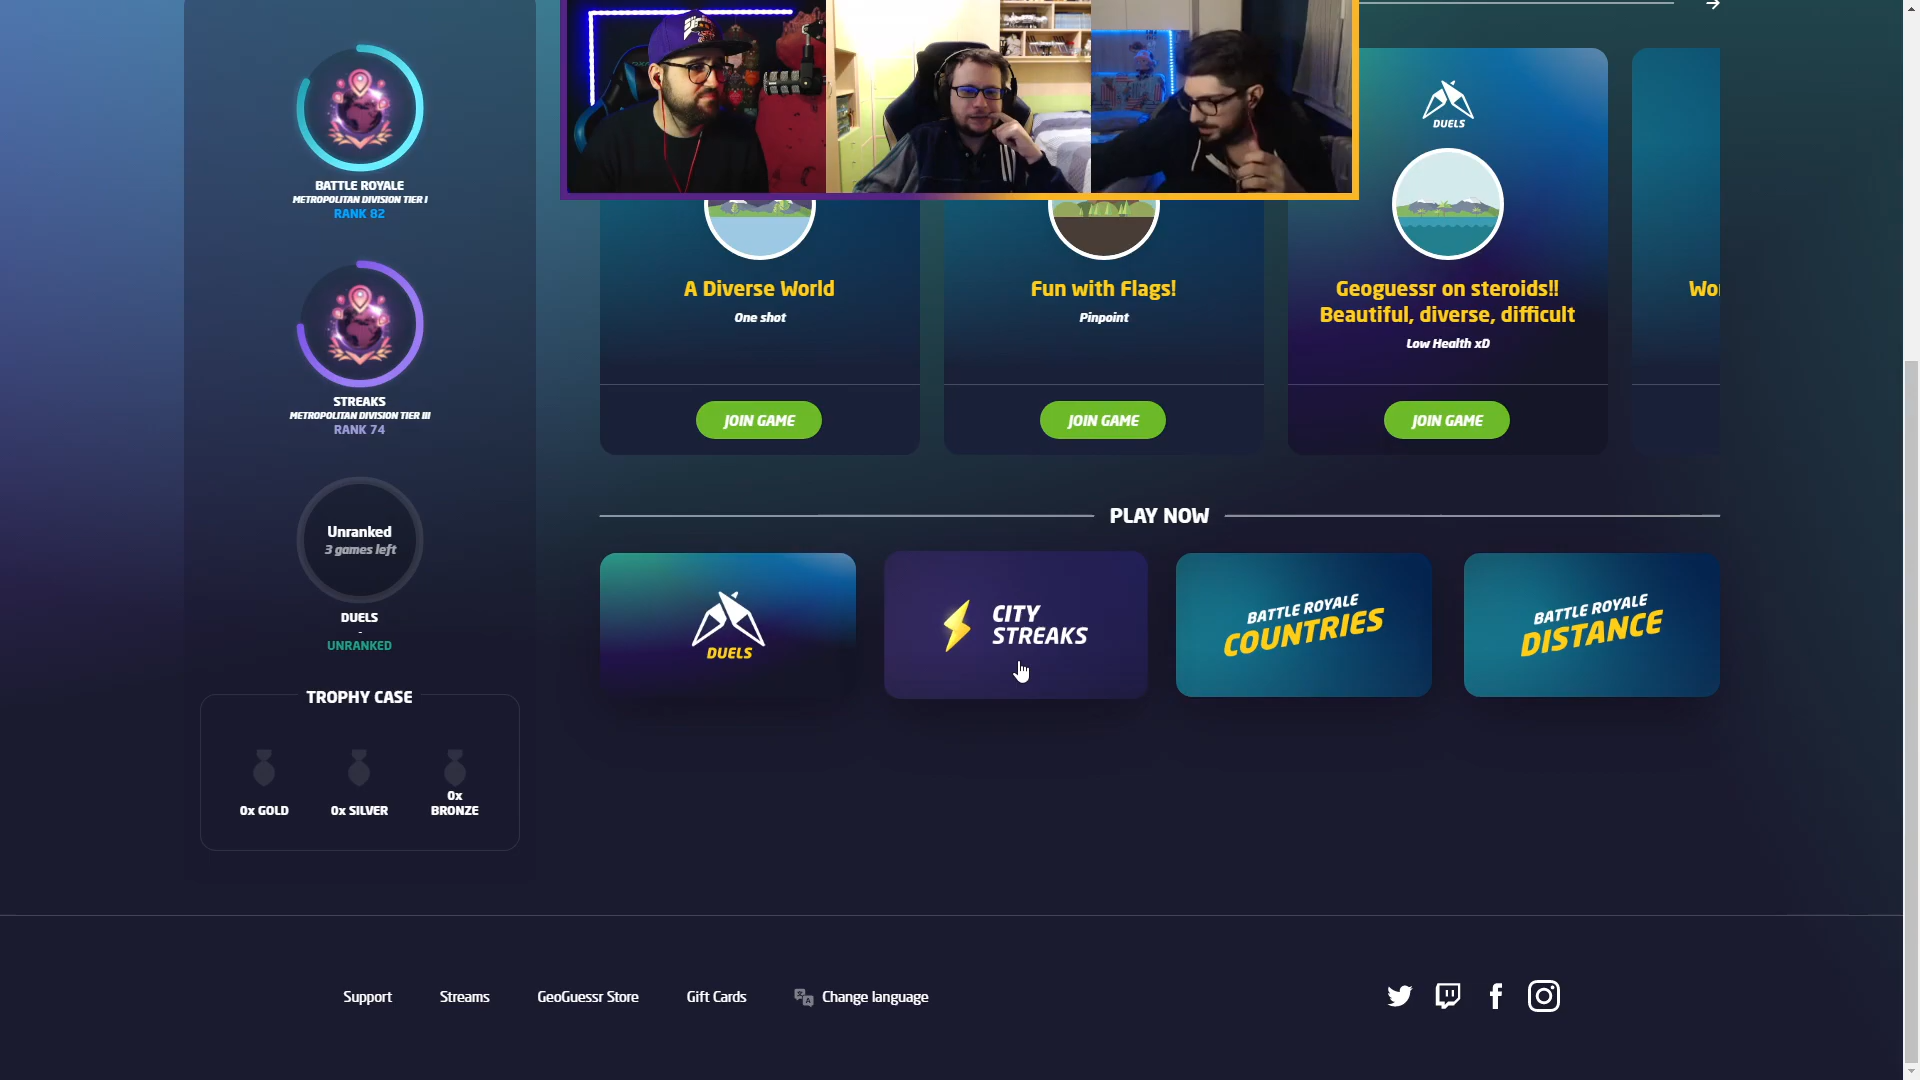 BATTLE ROYALE
METROPOLITAN DIVISION TIER I
RANK 82
STREAKS
METROPOLITAN DIVISION TIER III
RANK 74
Unranked
3 games left
DUELS
-
UNRANKED
TROPHY CASE
0x GOLD
0x SILVER
0x
BRONZE
A Diverse World
One shot
JOIN GAME
Fun with Flags!
Pinpoint
JOIN GAME
DUELS
Geoguessr on steroids!!
Beautiful, diverse, difficult
Low Health xD
JOIN GAME
PLAY NOW
DUELS
CITY
STREAKS
BATTLE ROYALE
COUNTRIES
BATTLE ROYALE
DISTANCE
Support
Streams
GeoGuessr Store
Gift Cards
Change language